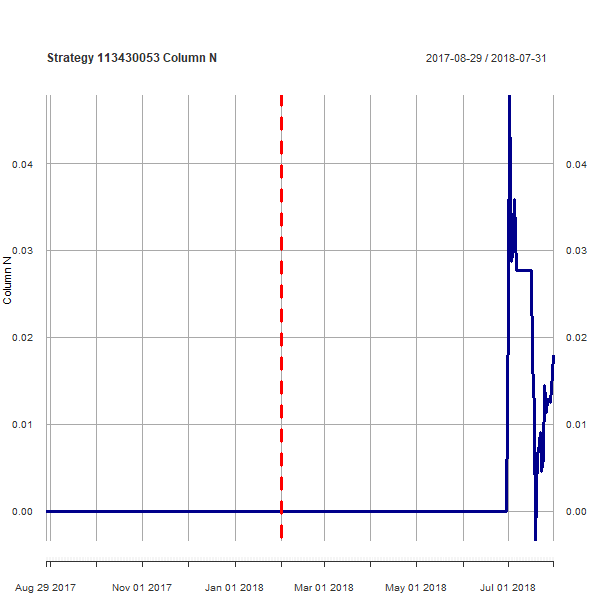 Strategy 113430053 Column N
2017-08-29 / 2018-07-31
0.04
0.04
0.03
0.03
Column N
0.02
0.02
0.01
0.01
0.00
0.00
Aug 29 2017
Nov 01 2017
Jan 01 2018
Mar 01 2018
May 01 2018
Jul 01 2018